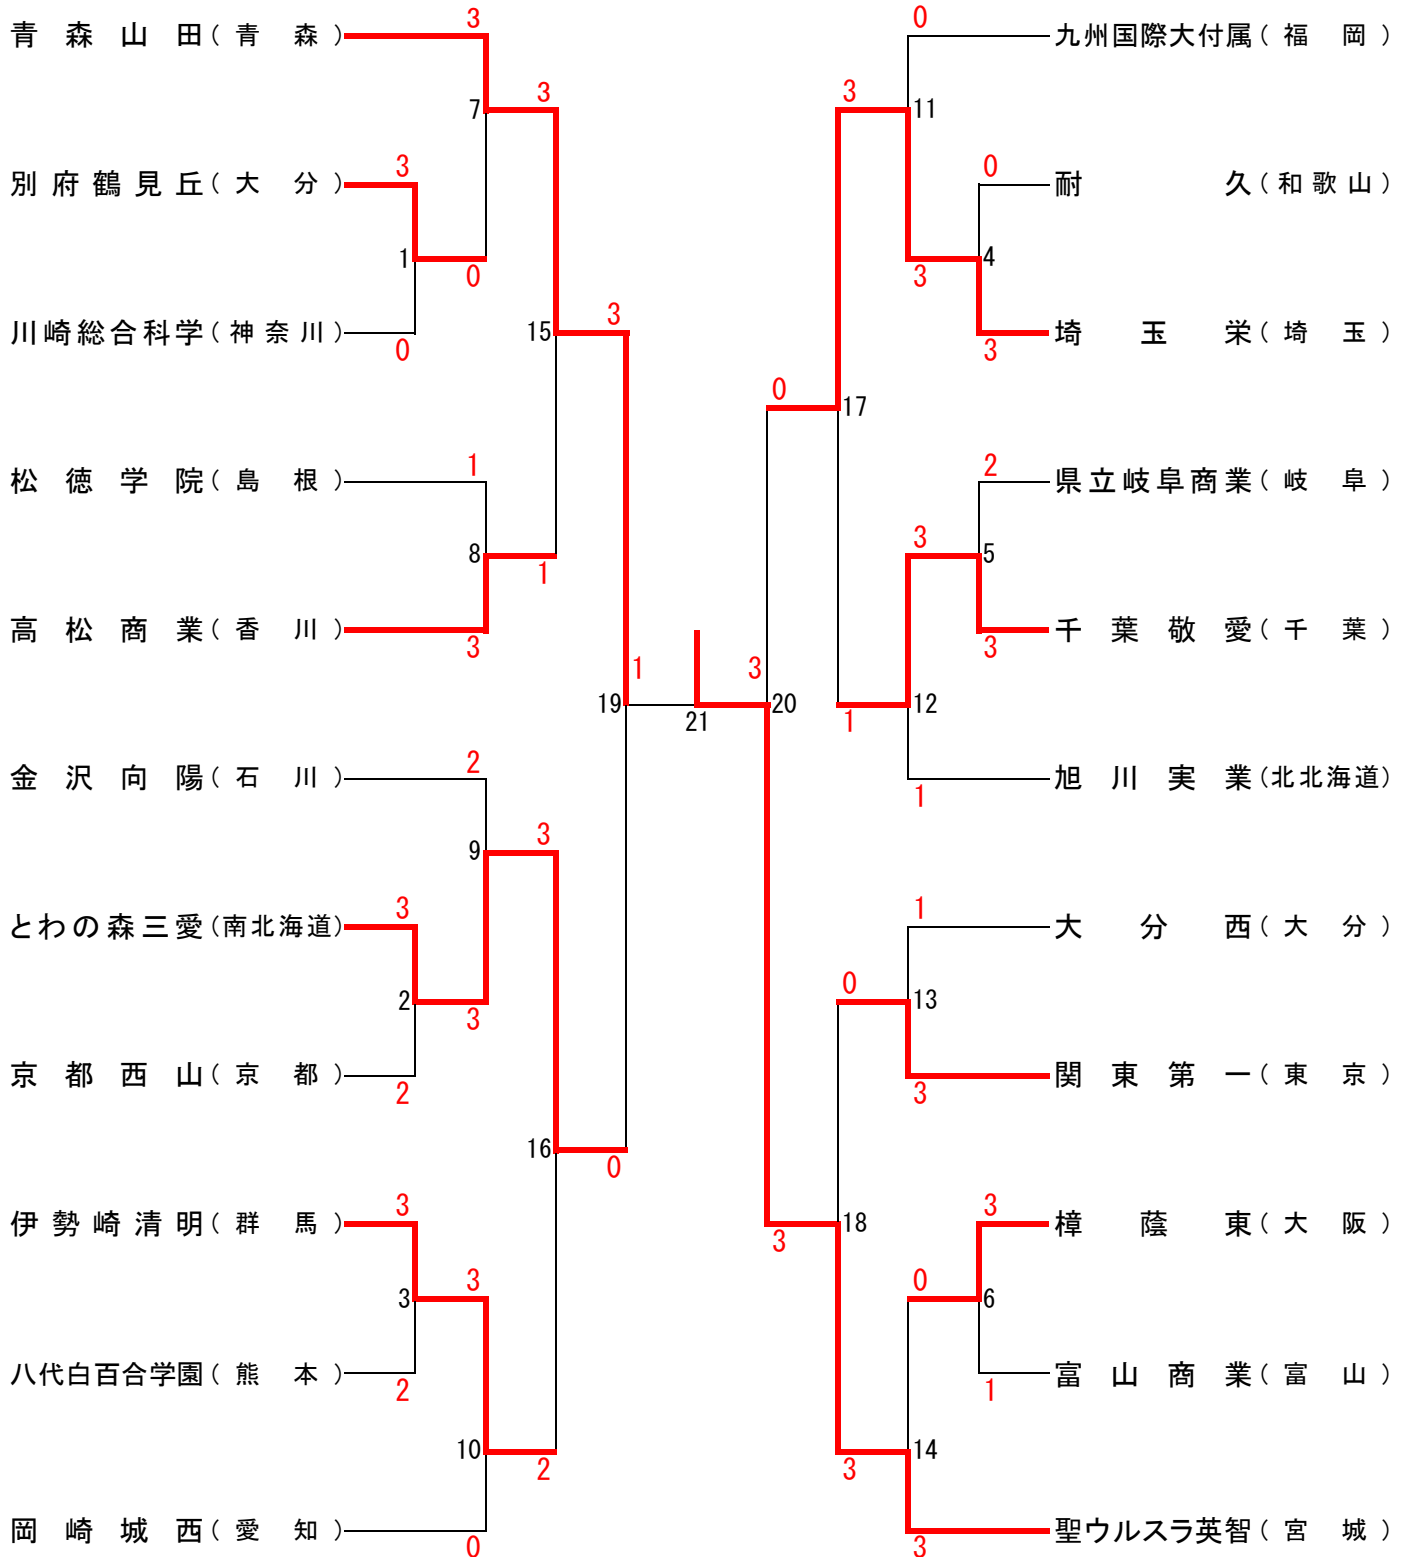 3 0
青森山田(青森) 九州国際大付属(福岡)
3 3
7 11
3 0
別府鶴見丘(大分) 耐久(和歌山)
1 4
0 3
3
川崎総合科学(神奈川) 15 埼玉栄(埼玉)
0 3
0
17
1 2
松徳学院(島根) 県立岐阜商業(岐阜)
3
8 5
1
高松商業(香川) 千葉敬愛(千葉)
3 3
1 3
19 21 20 1 12
2
金沢向陽(石川) 旭川実業(北北海道)
1
3
9
3 1
とわの森三愛(南北海道) 大分西(大分)
0
2 13
3
京都西山(京都) 関東第一(東京)
2 3
16
0
3 3
伊勢崎清明(群馬) 18 樟蔭東(大阪)
3
3 0
3 6
八代白百合学園(熊本) 富山商業(富山)
2 1
10 14
2 3
岡崎城西(愛知) 聖ウルスラ英智(宮城)
0 3